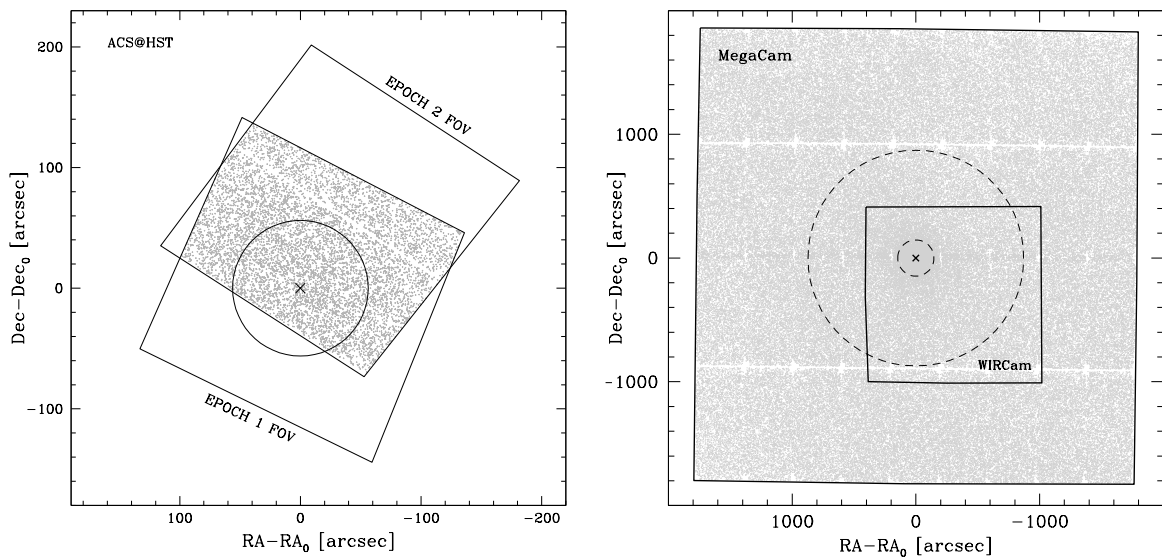 ACS@HST
EPOCH 2 FOV
EPOCH 1 FOV
200
100
0
-100
Dec-Dec₀ [arcsec]
100 0 -100 -200
RA-RA₀ [arcsec]
MegaCam
WIRCam
1000
0
-1000
Dec-Dec₀ [arcsec]
1000 0 -1000
RA-RA₀ [arcsec]